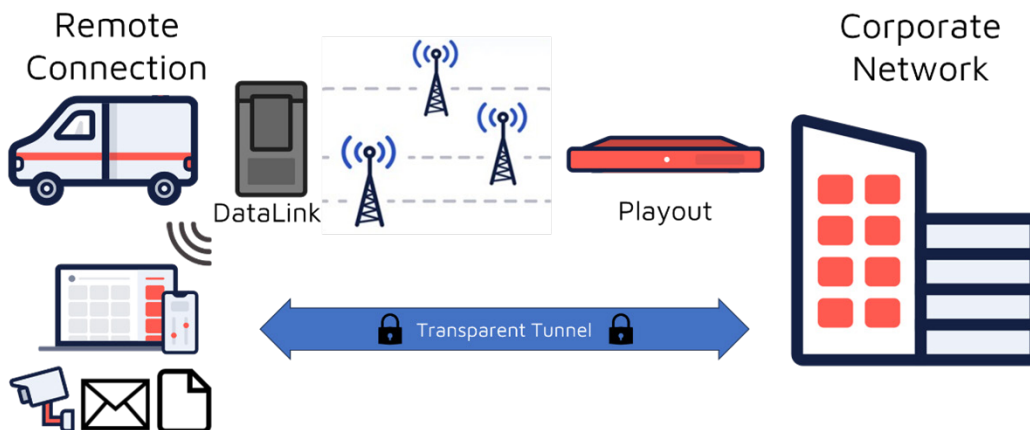 Remote
Connection
Corporate
Network
DataLink
Playout
Transparent Tunnel